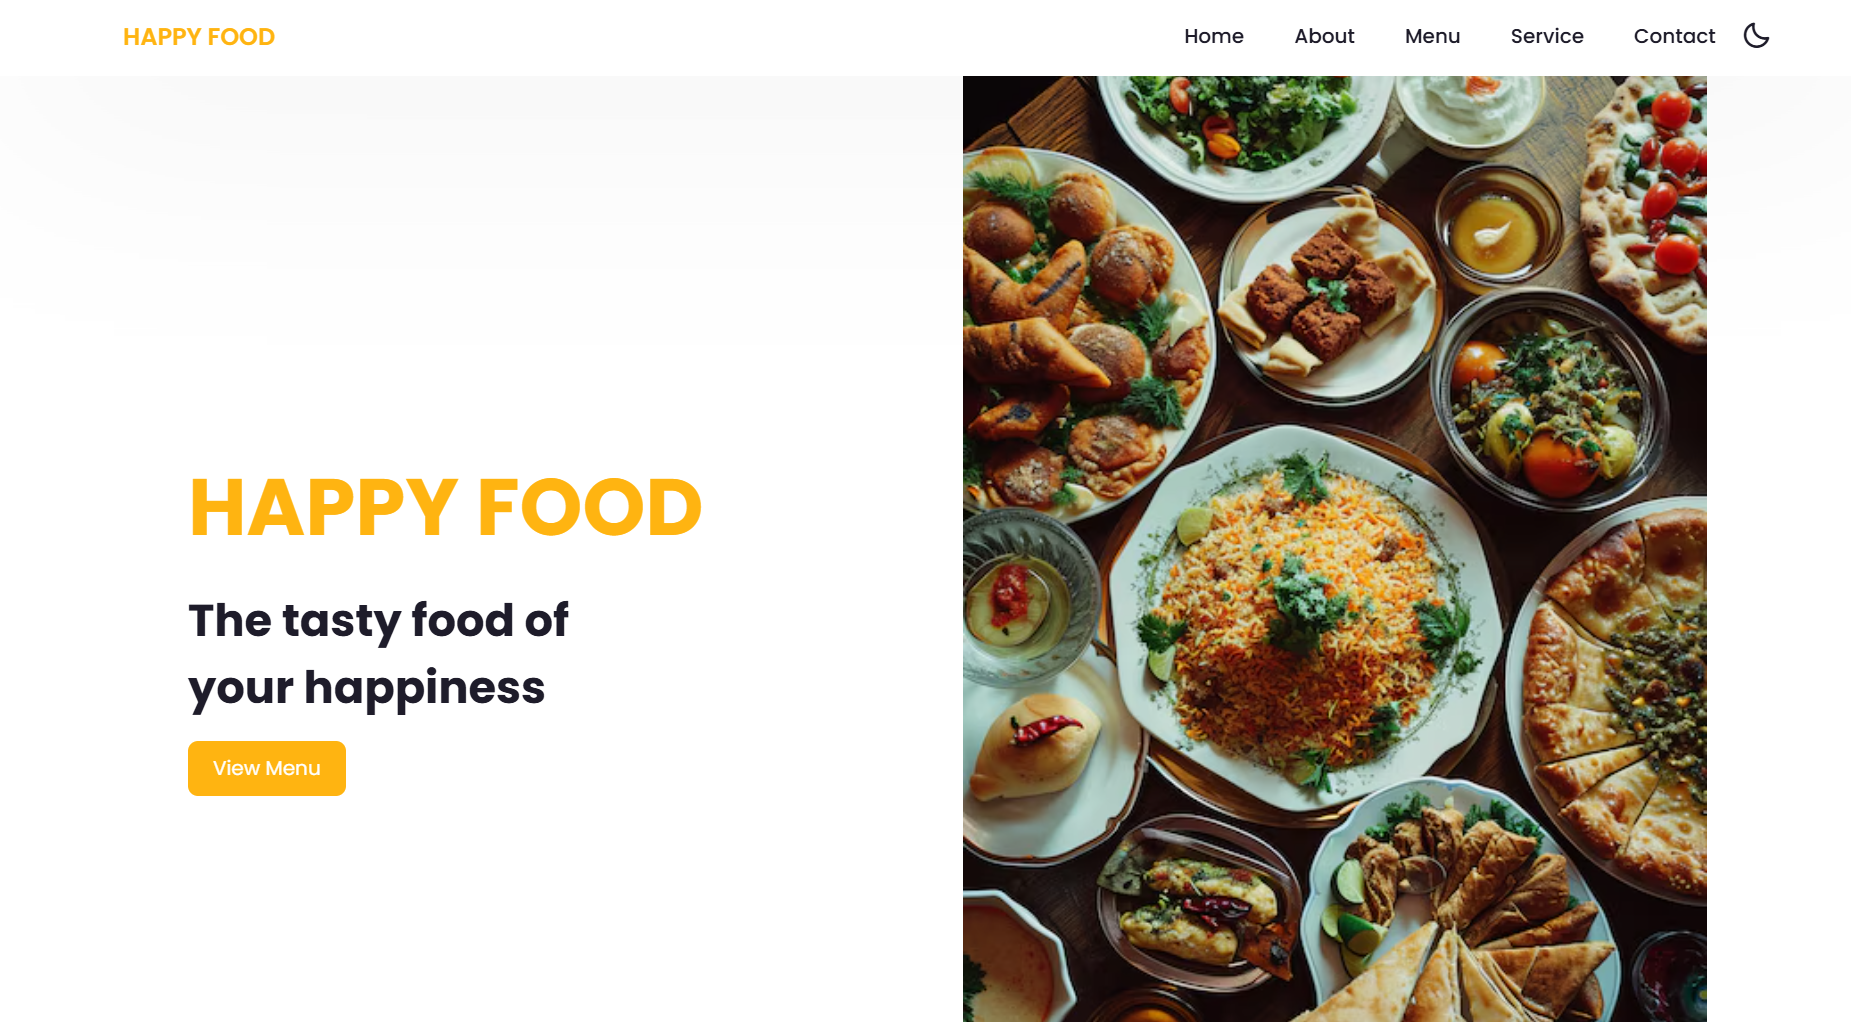 HAPPY FOOD
Home About Menu Service Contact
HAPPY FOOD
The tasty food of
your happiness
View Menu